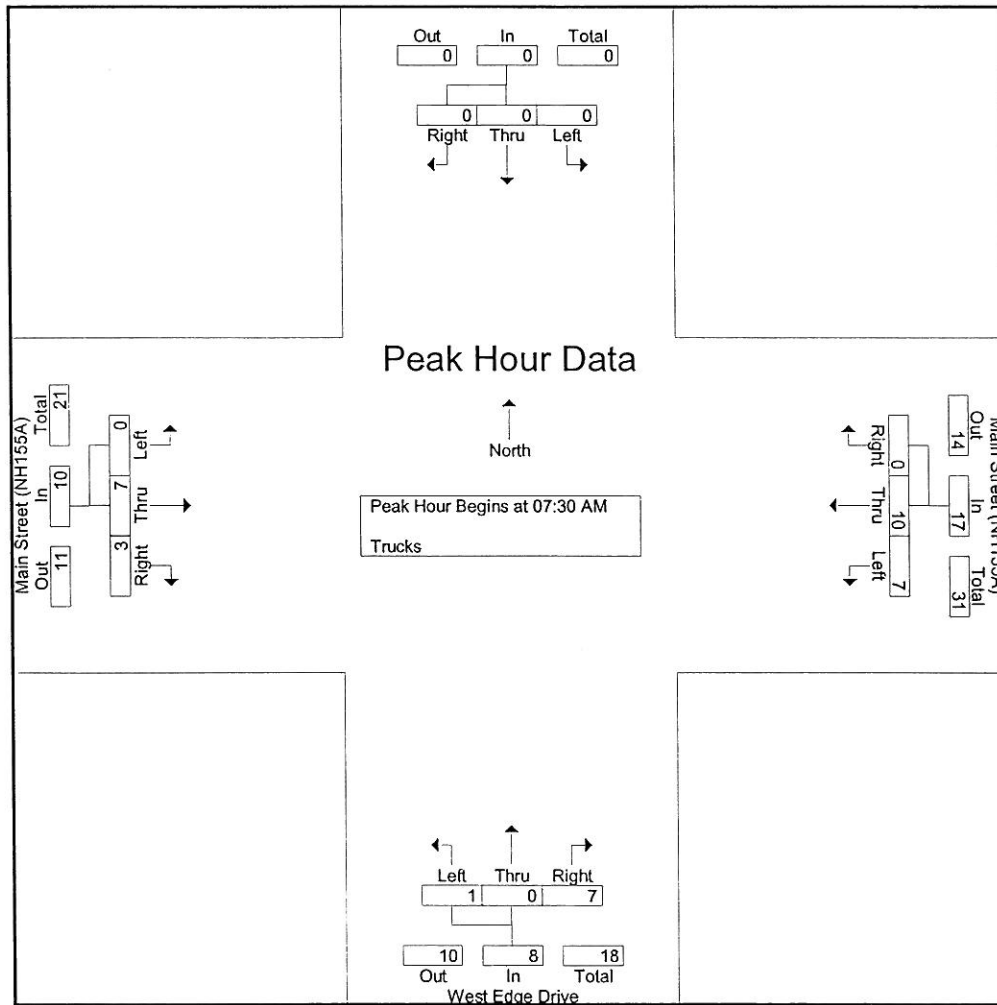 Out In Total
0 0 0
0 0 0
Right Thru Left
Peak Hour Data
North
Peak Hour Begins at 07:30 AM
Trucks
Main Street (NH155A)
Total In Out
21 10 11
0 7 3
Left Thru Right
Right Thru Left
0 10 7
14 17 31
Out In Total
Main Street (NH155A)
Left Thru Right
1 0 7
10 8 18
Out In Total
West Edge Drive